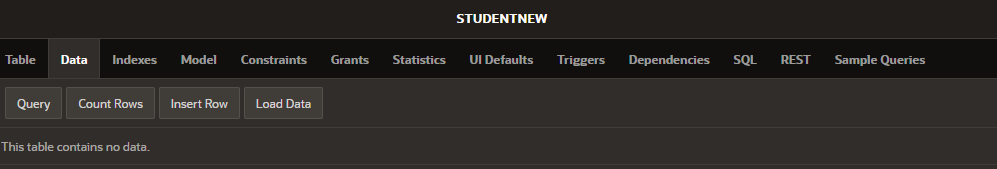 STUDENTNEW
Table Data Indexes Model Constraints Grants Statistics UI Defaults Triggers Dependencies SQL REST Sample Queries
Query Count Rows Insert Row Load Data
This table contains no data.